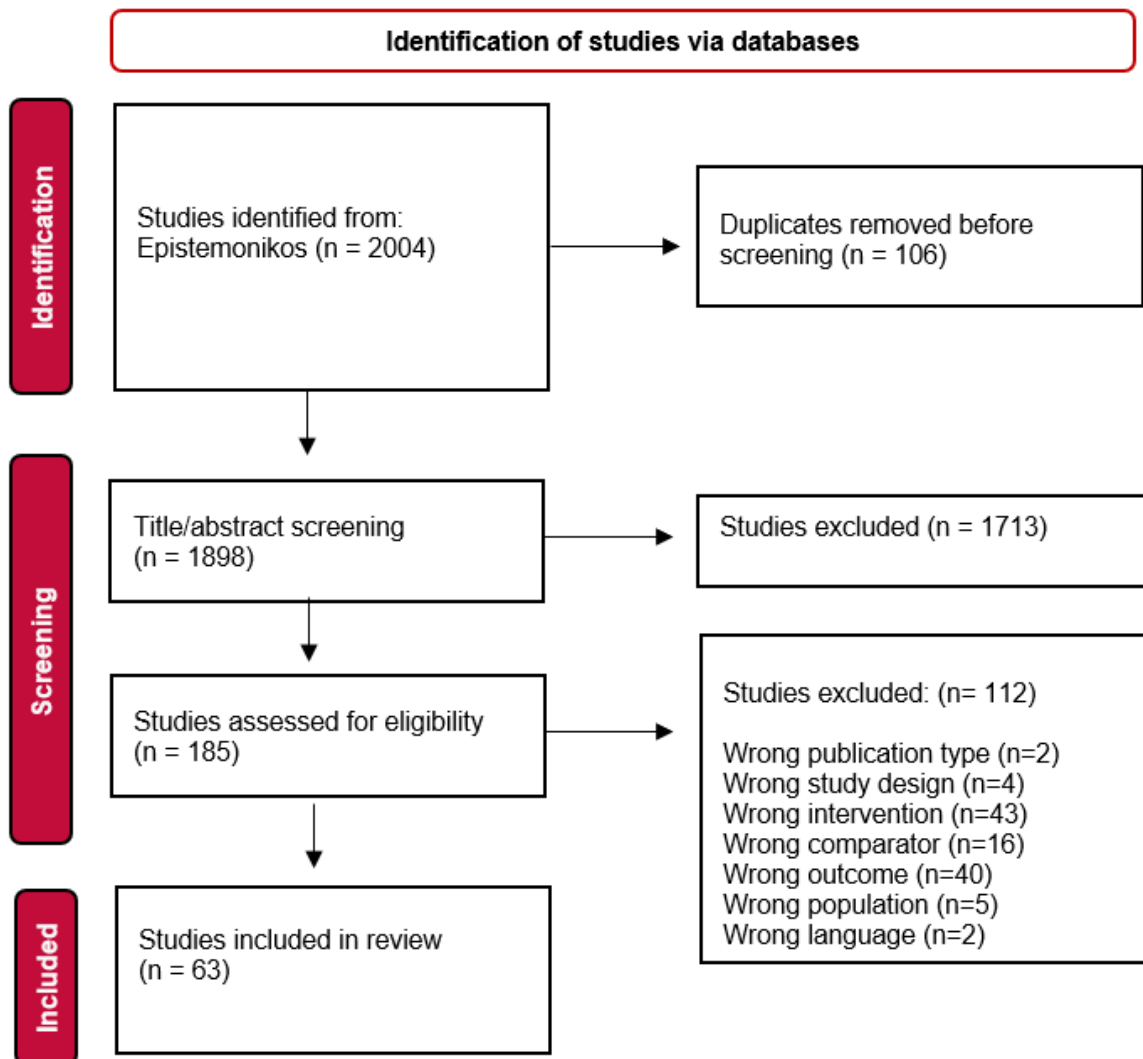 Identification of studies via databases
Identification
Studies identified from:
Epistemonikos (n = 2004)
Duplicates removed before
screening (n = 106)
Screening
Title/abstract screening
(n = 1898)
Studies excluded (n = 1713)
Studies assessed for eligibility
(n = 185)
Studies excluded: (n= 112)
Wrong publication type (n=2)
Wrong study design (n=4)
Wrong intervention (n=43)
Wrong comparator (n=16)
Wrong outcome (n=40)
Wrong population (n=5)
Wrong language (n=2)
Included
Studies included in review
(n = 63)